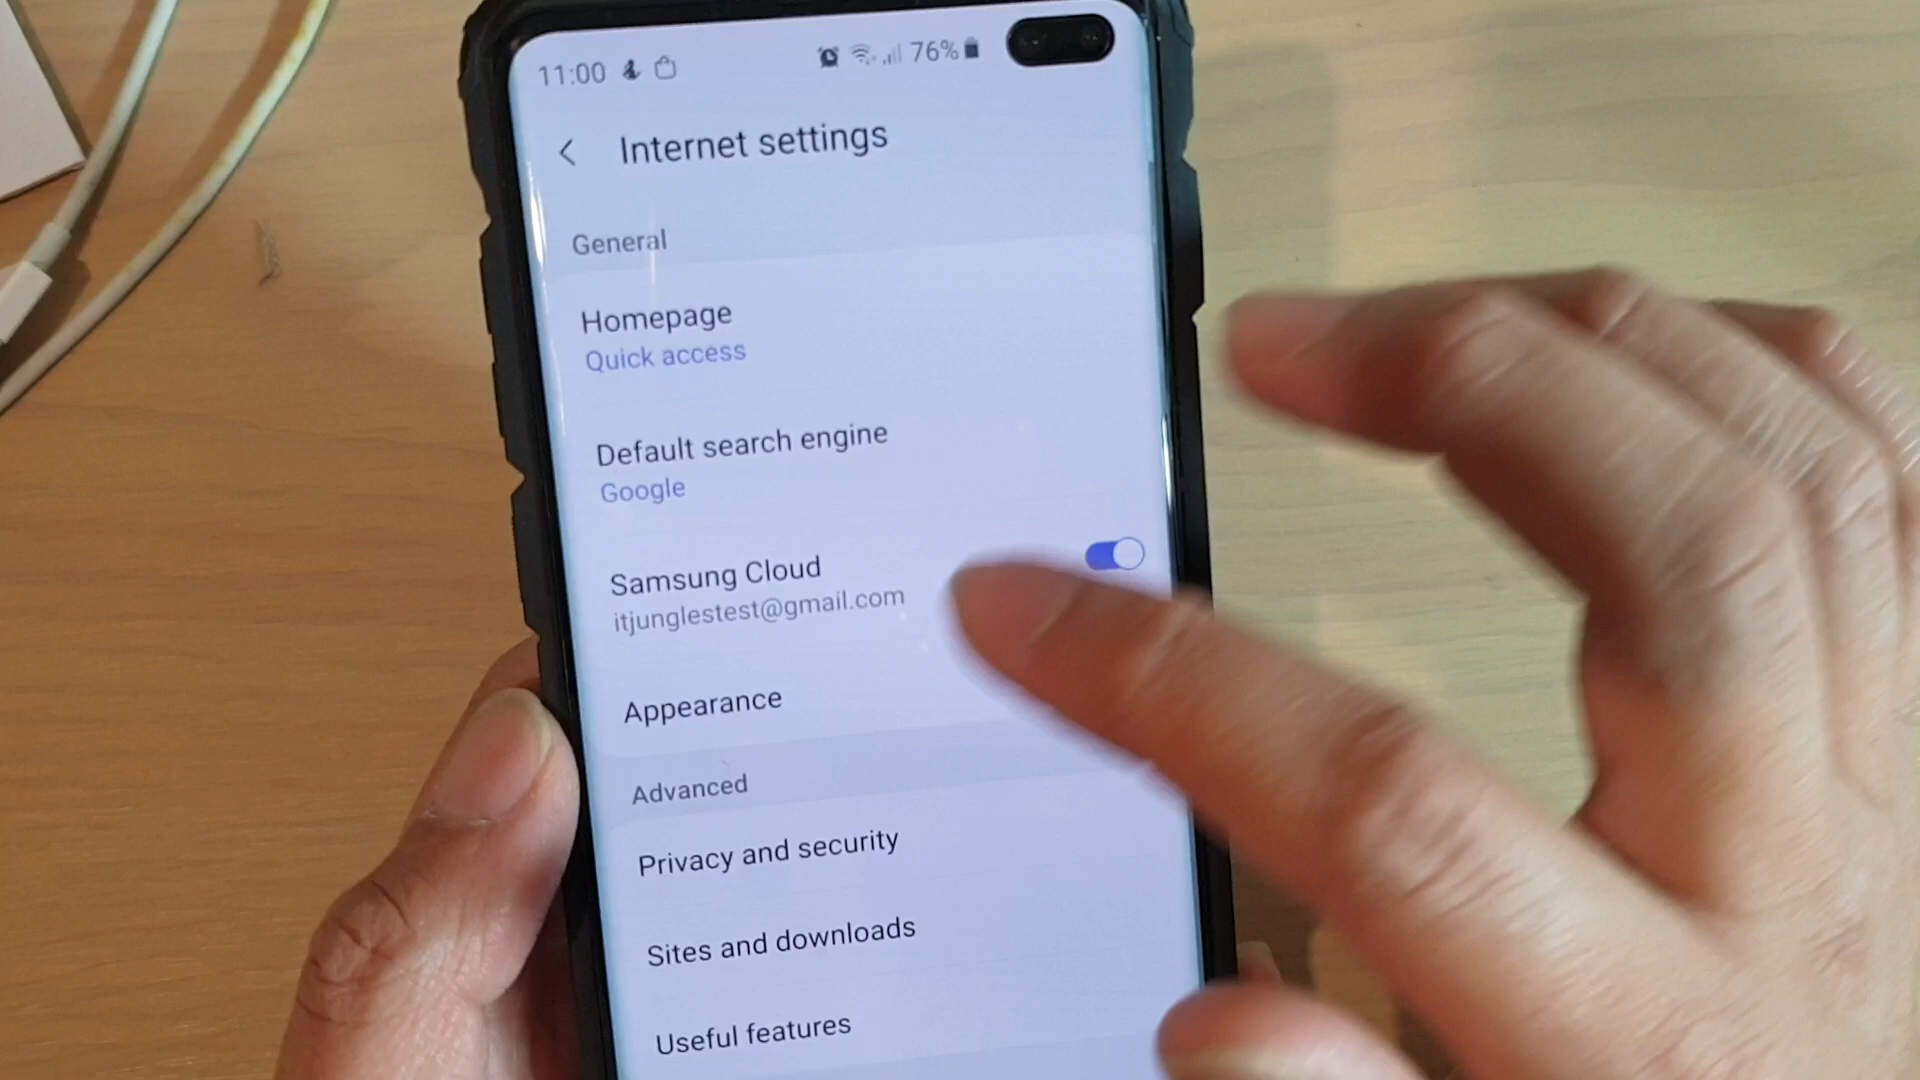 11:00 76%
Internet settings
General
Homepage
Quick access
Default search engine
Google
Samsung Cloud
itjunglestest@gmail.com
Appearance
Advanced
Privacy and security
Sites and downloads
Useful features